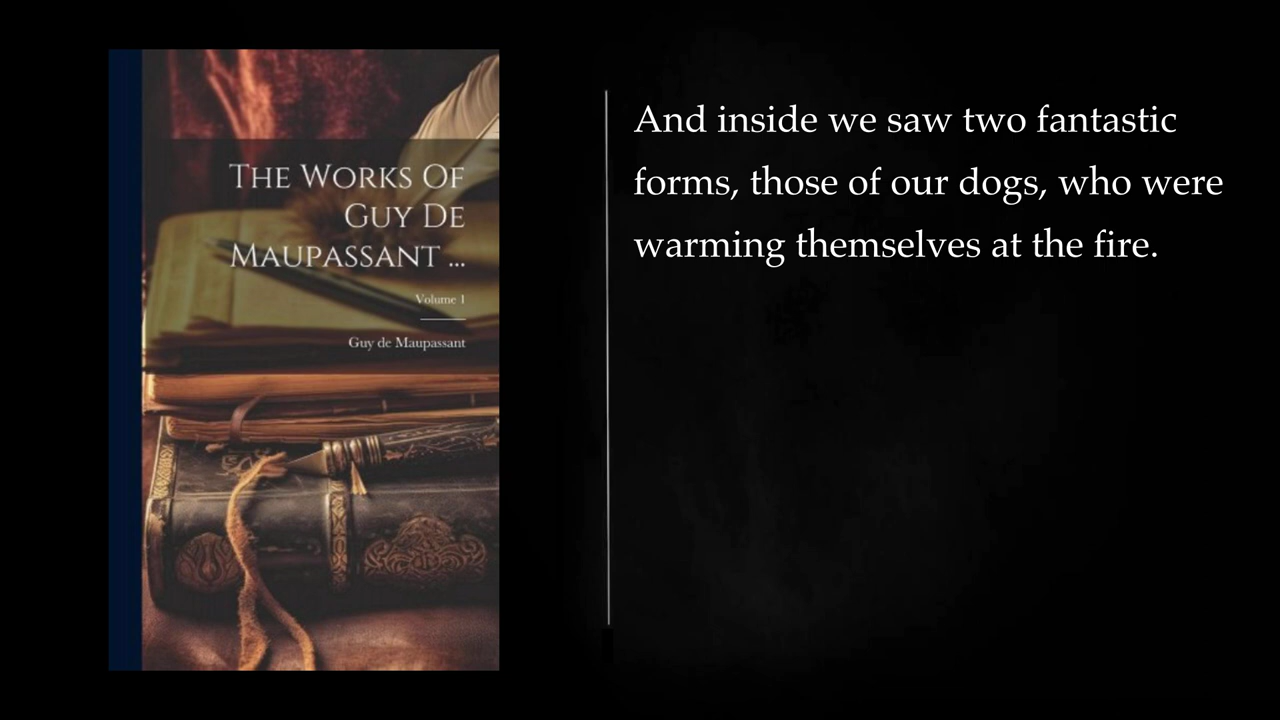 The Works Of
Guy De
Maupassant ...
Volume 1
Guy de Maupassant
And inside we saw two fantastic
forms, those of our dogs, who were
warming themselves at the fire.